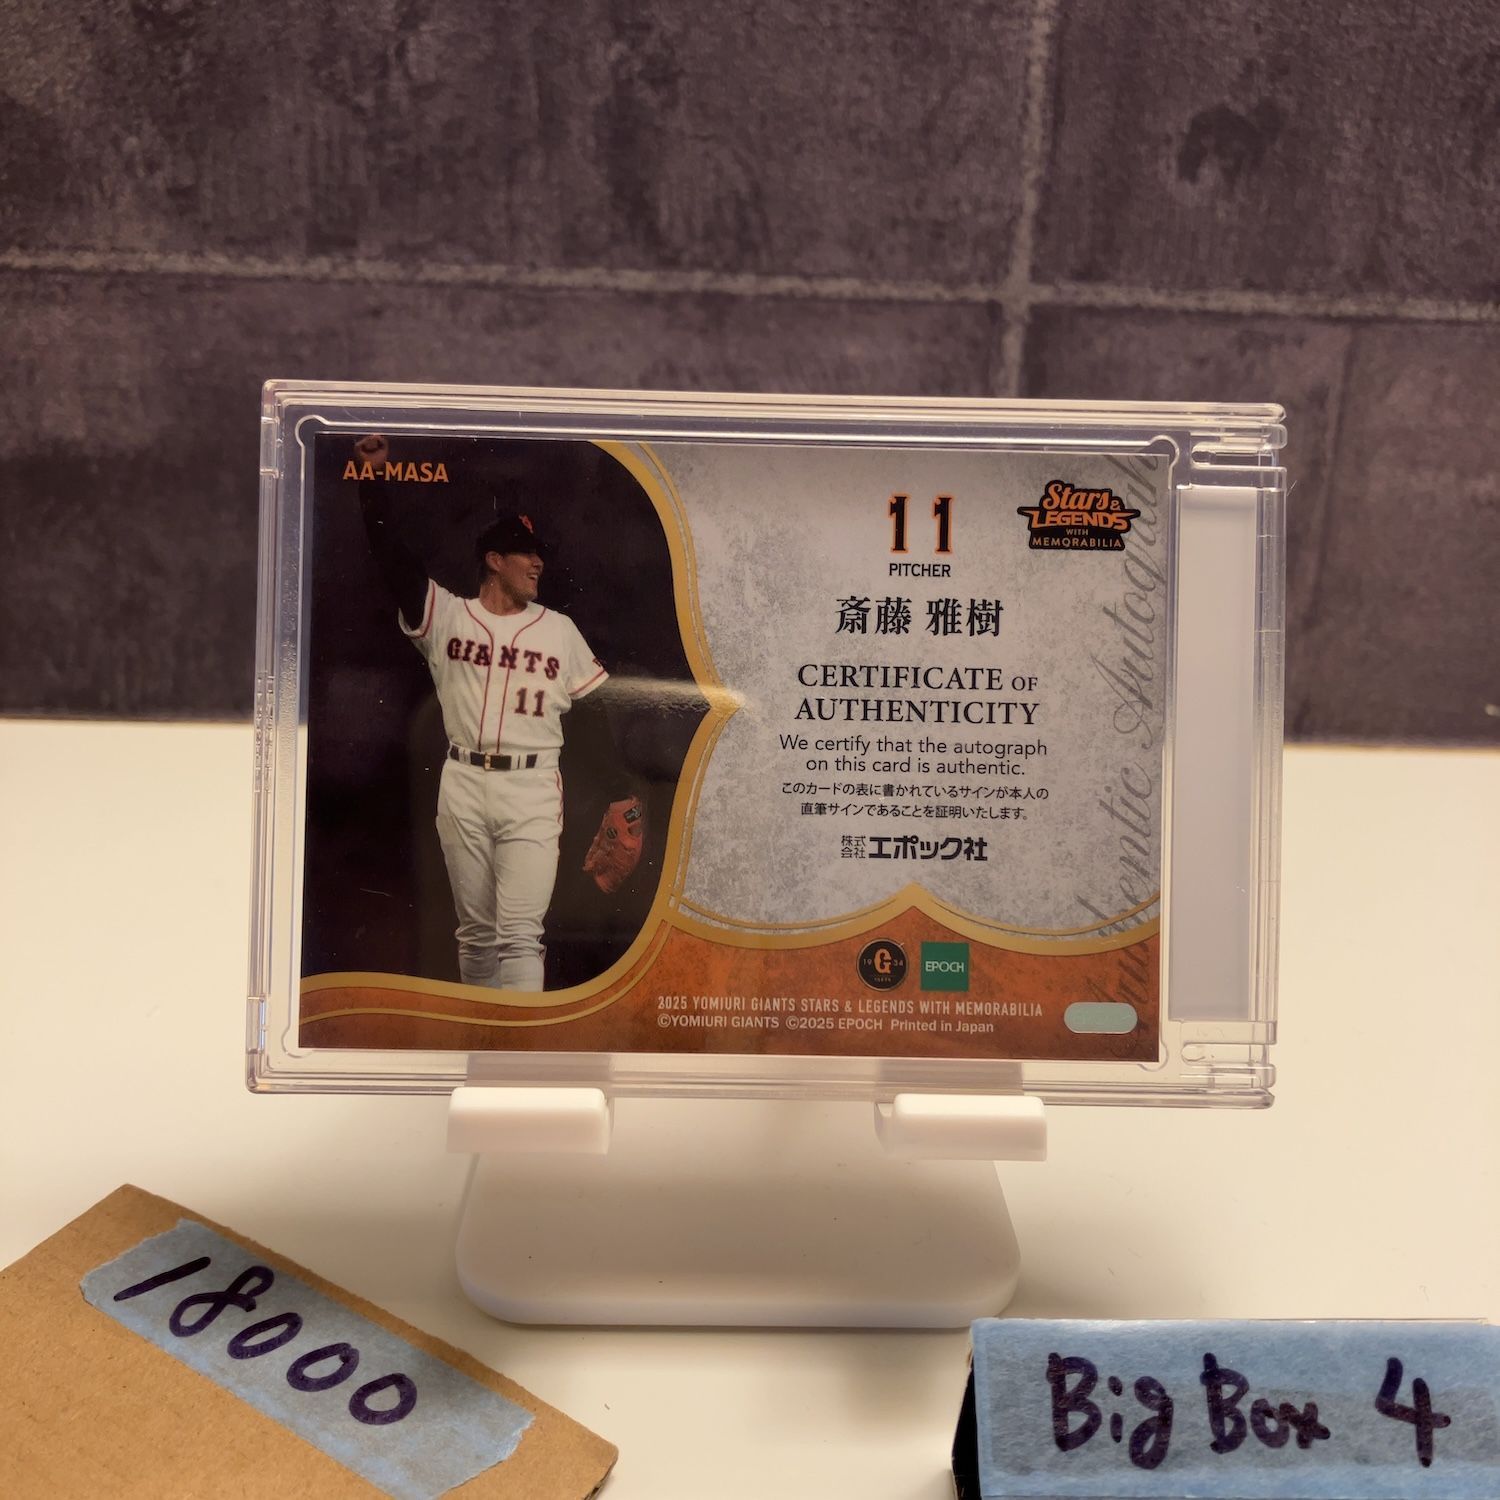 AA-MASA
GIANTS
11
11
PITCHER
斎藤 雅樹
Stars &
LEGENDS
WITH
MEMORABILIA
CERTIFICATE OF
AUTHENTICITY
We certify that the autograph
on this card is authentic.
このカードの表に書かれているサインが本人の
直筆サインであることを証明いたします。
株式会社エポック社
Authentic Autograph
19 G 34
EPOCH
2025 YOMIURI GIANTS STARS & LEGENDS WITH MEMORABILIA
©YOMIURI GIANTS ©2025 EPOCH Printed in Japan
18000
Big Box 4